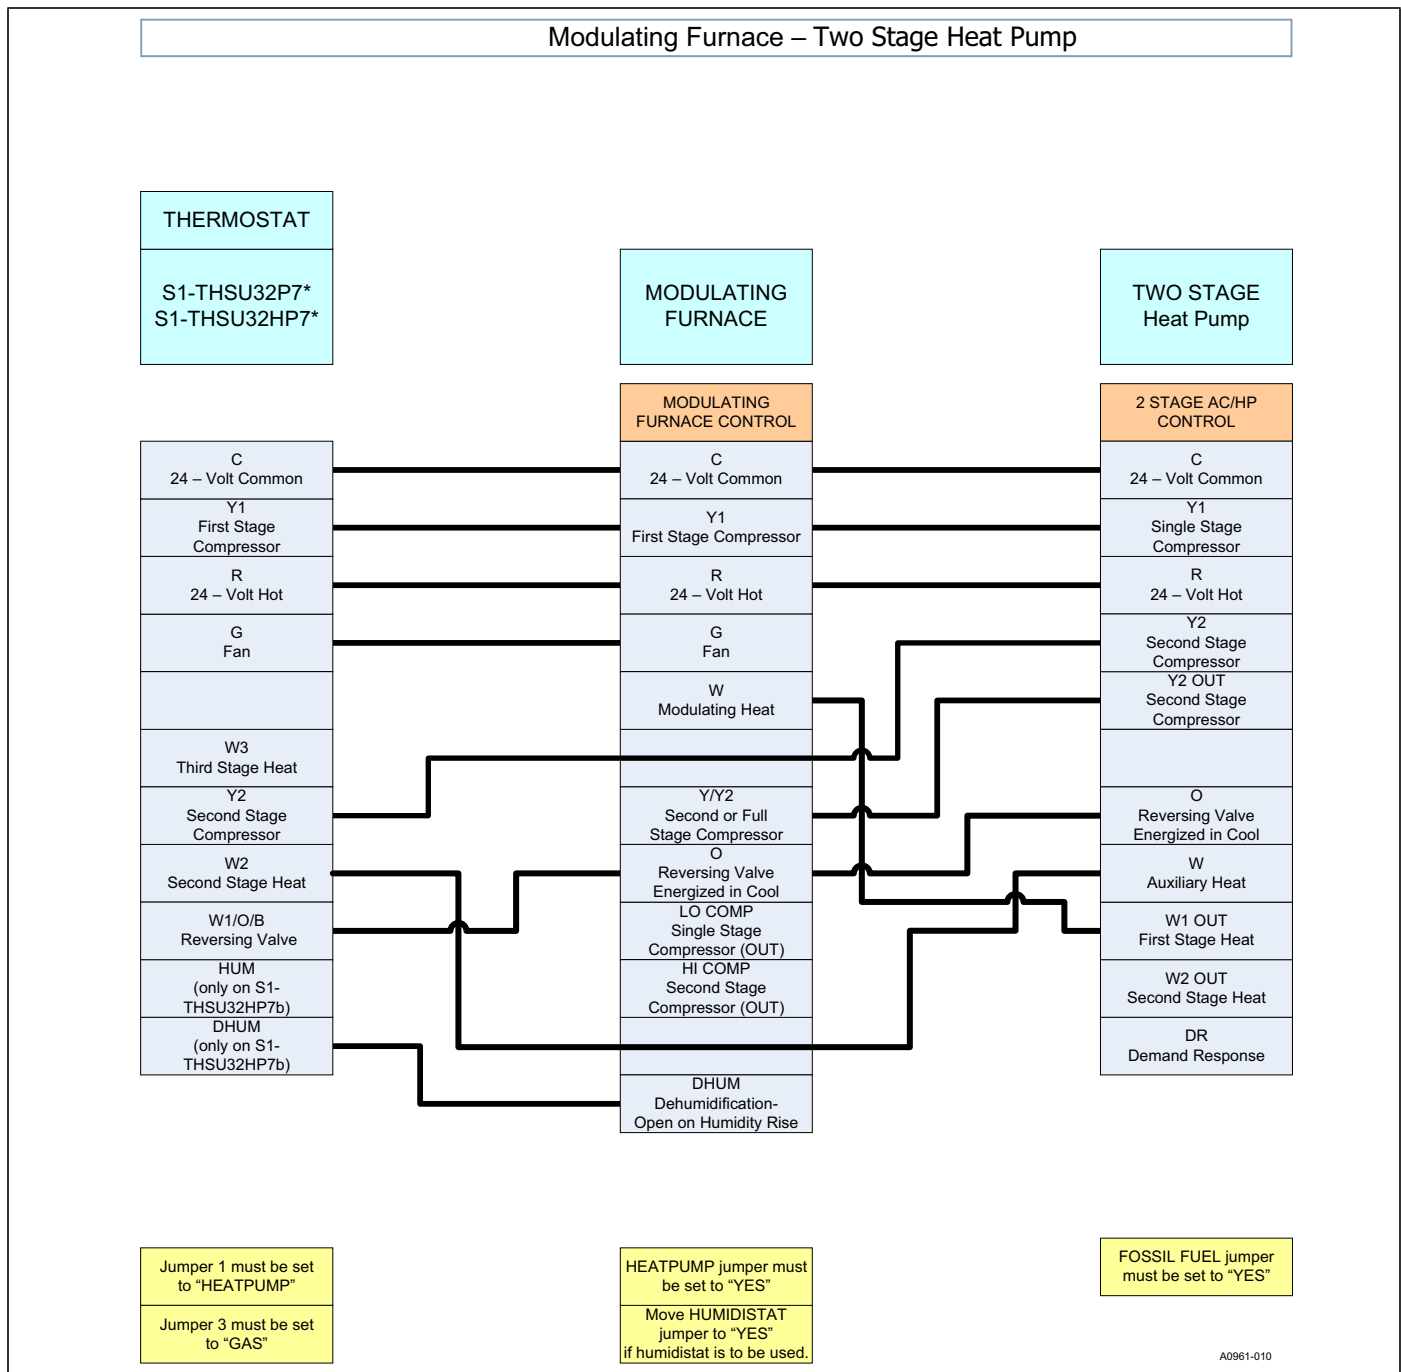 Modulating Furnace – Two Stage Heat Pump
THERMOSTAT
S1-THSU32P7*
S1-THSU32HP7*
MODULATING
FURNACE
TWO STAGE
Heat Pump
MODULATING
FURNACE CONTROL
2 STAGE AC/HP
CONTROL
C
24 – Volt Common
Y1
First Stage
Compressor
R
24 – Volt Hot
G
Fan
W3
Third Stage Heat
Y2
Second Stage
Compressor
W2
Second Stage Heat
W1/O/B
Reversing Valve
HUM
(only on S1-
THSU32HP7b)
DHUM
(only on S1-
THSU32HP7b)
C
24 – Volt Common
Y1
First Stage Compressor
R
24 – Volt Hot
G
Fan
W
Modulating Heat
Y/Y2
Second or Full
Stage Compressor
O
Reversing Valve
Energized in Cool
LO COMP
Single Stage
Compressor (OUT)
HI COMP
Second Stage
Compressor (OUT)
DHUM
Dehumidification-
Open on Humidity Rise
C
24 – Volt Common
Y1
Single Stage
Compressor
R
24 – Volt Hot
Y2
Second Stage
Compressor
Y2 OUT
Second Stage
Compressor
O
Reversing Valve
Energized in Cool
W
Auxiliary Heat
W1 OUT
First Stage Heat
W2 OUT
Second Stage Heat
DR
Demand Response
Jumper 1 must be set
to “HEATPUMP”
Jumper 3 must be set
to “GAS”
HEATPUMP jumper must
be set to “YES”
Move HUMIDISTAT
jumper to “YES”
if humidistat is to be used.
FOSSIL FUEL jumper
must be set to “YES”
A0961-010